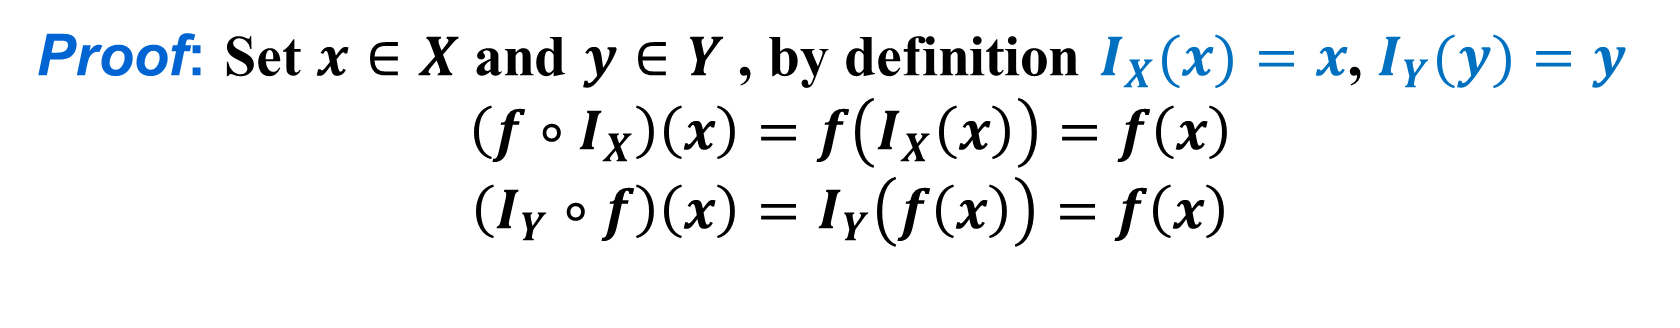 Proof: Set x ∈ X and y ∈ Y , by definition I_X(x) = x, I_Y(y) = y
(f ∘ I_X)(x) = f(I_X(x)) = f(x)
(I_Y ∘ f)(x) = I_Y(f(x)) = f(x)